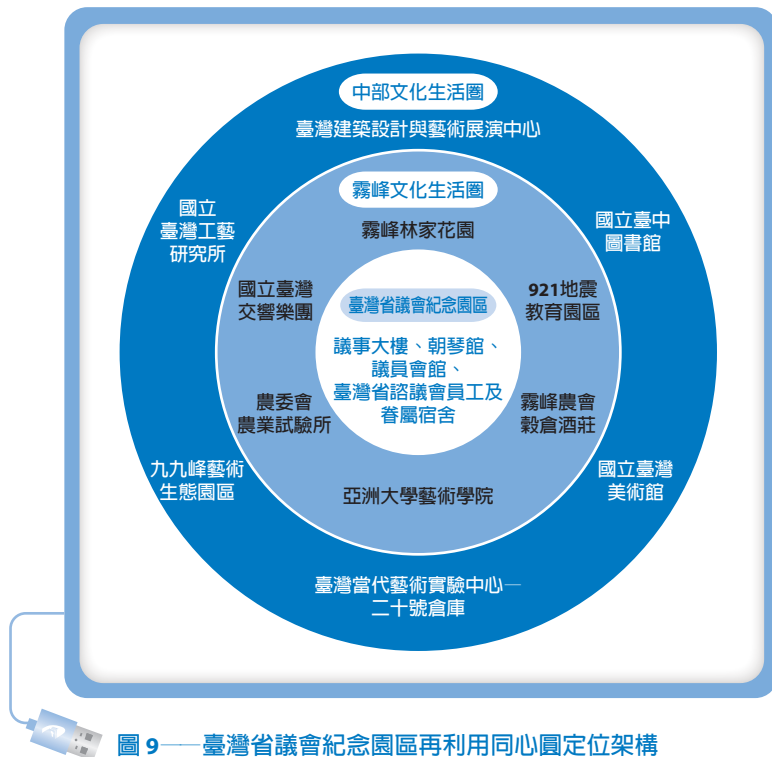 中部文化生活圈
臺灣建築設計與藝術展演中心
國立
臺灣工藝
研究所
國立臺中
圖書館
霧峰文化生活圈
霧峰林家花園
國立臺灣
交響樂團
921地震
教育園區
臺灣省議會紀念園區
議事大樓、朝琴館、
議員會館、
臺灣省諮議會員工及
眷屬宿舍
農委會
農業試驗所
霧峰農會
穀倉酒莊
亞洲大學藝術學院
九九峰藝術
生態園區
國立臺灣
美術館
臺灣當代藝術實驗中心—
二十號倉庫
圖 9——臺灣省議會紀念園區再利用同心圓定位架構